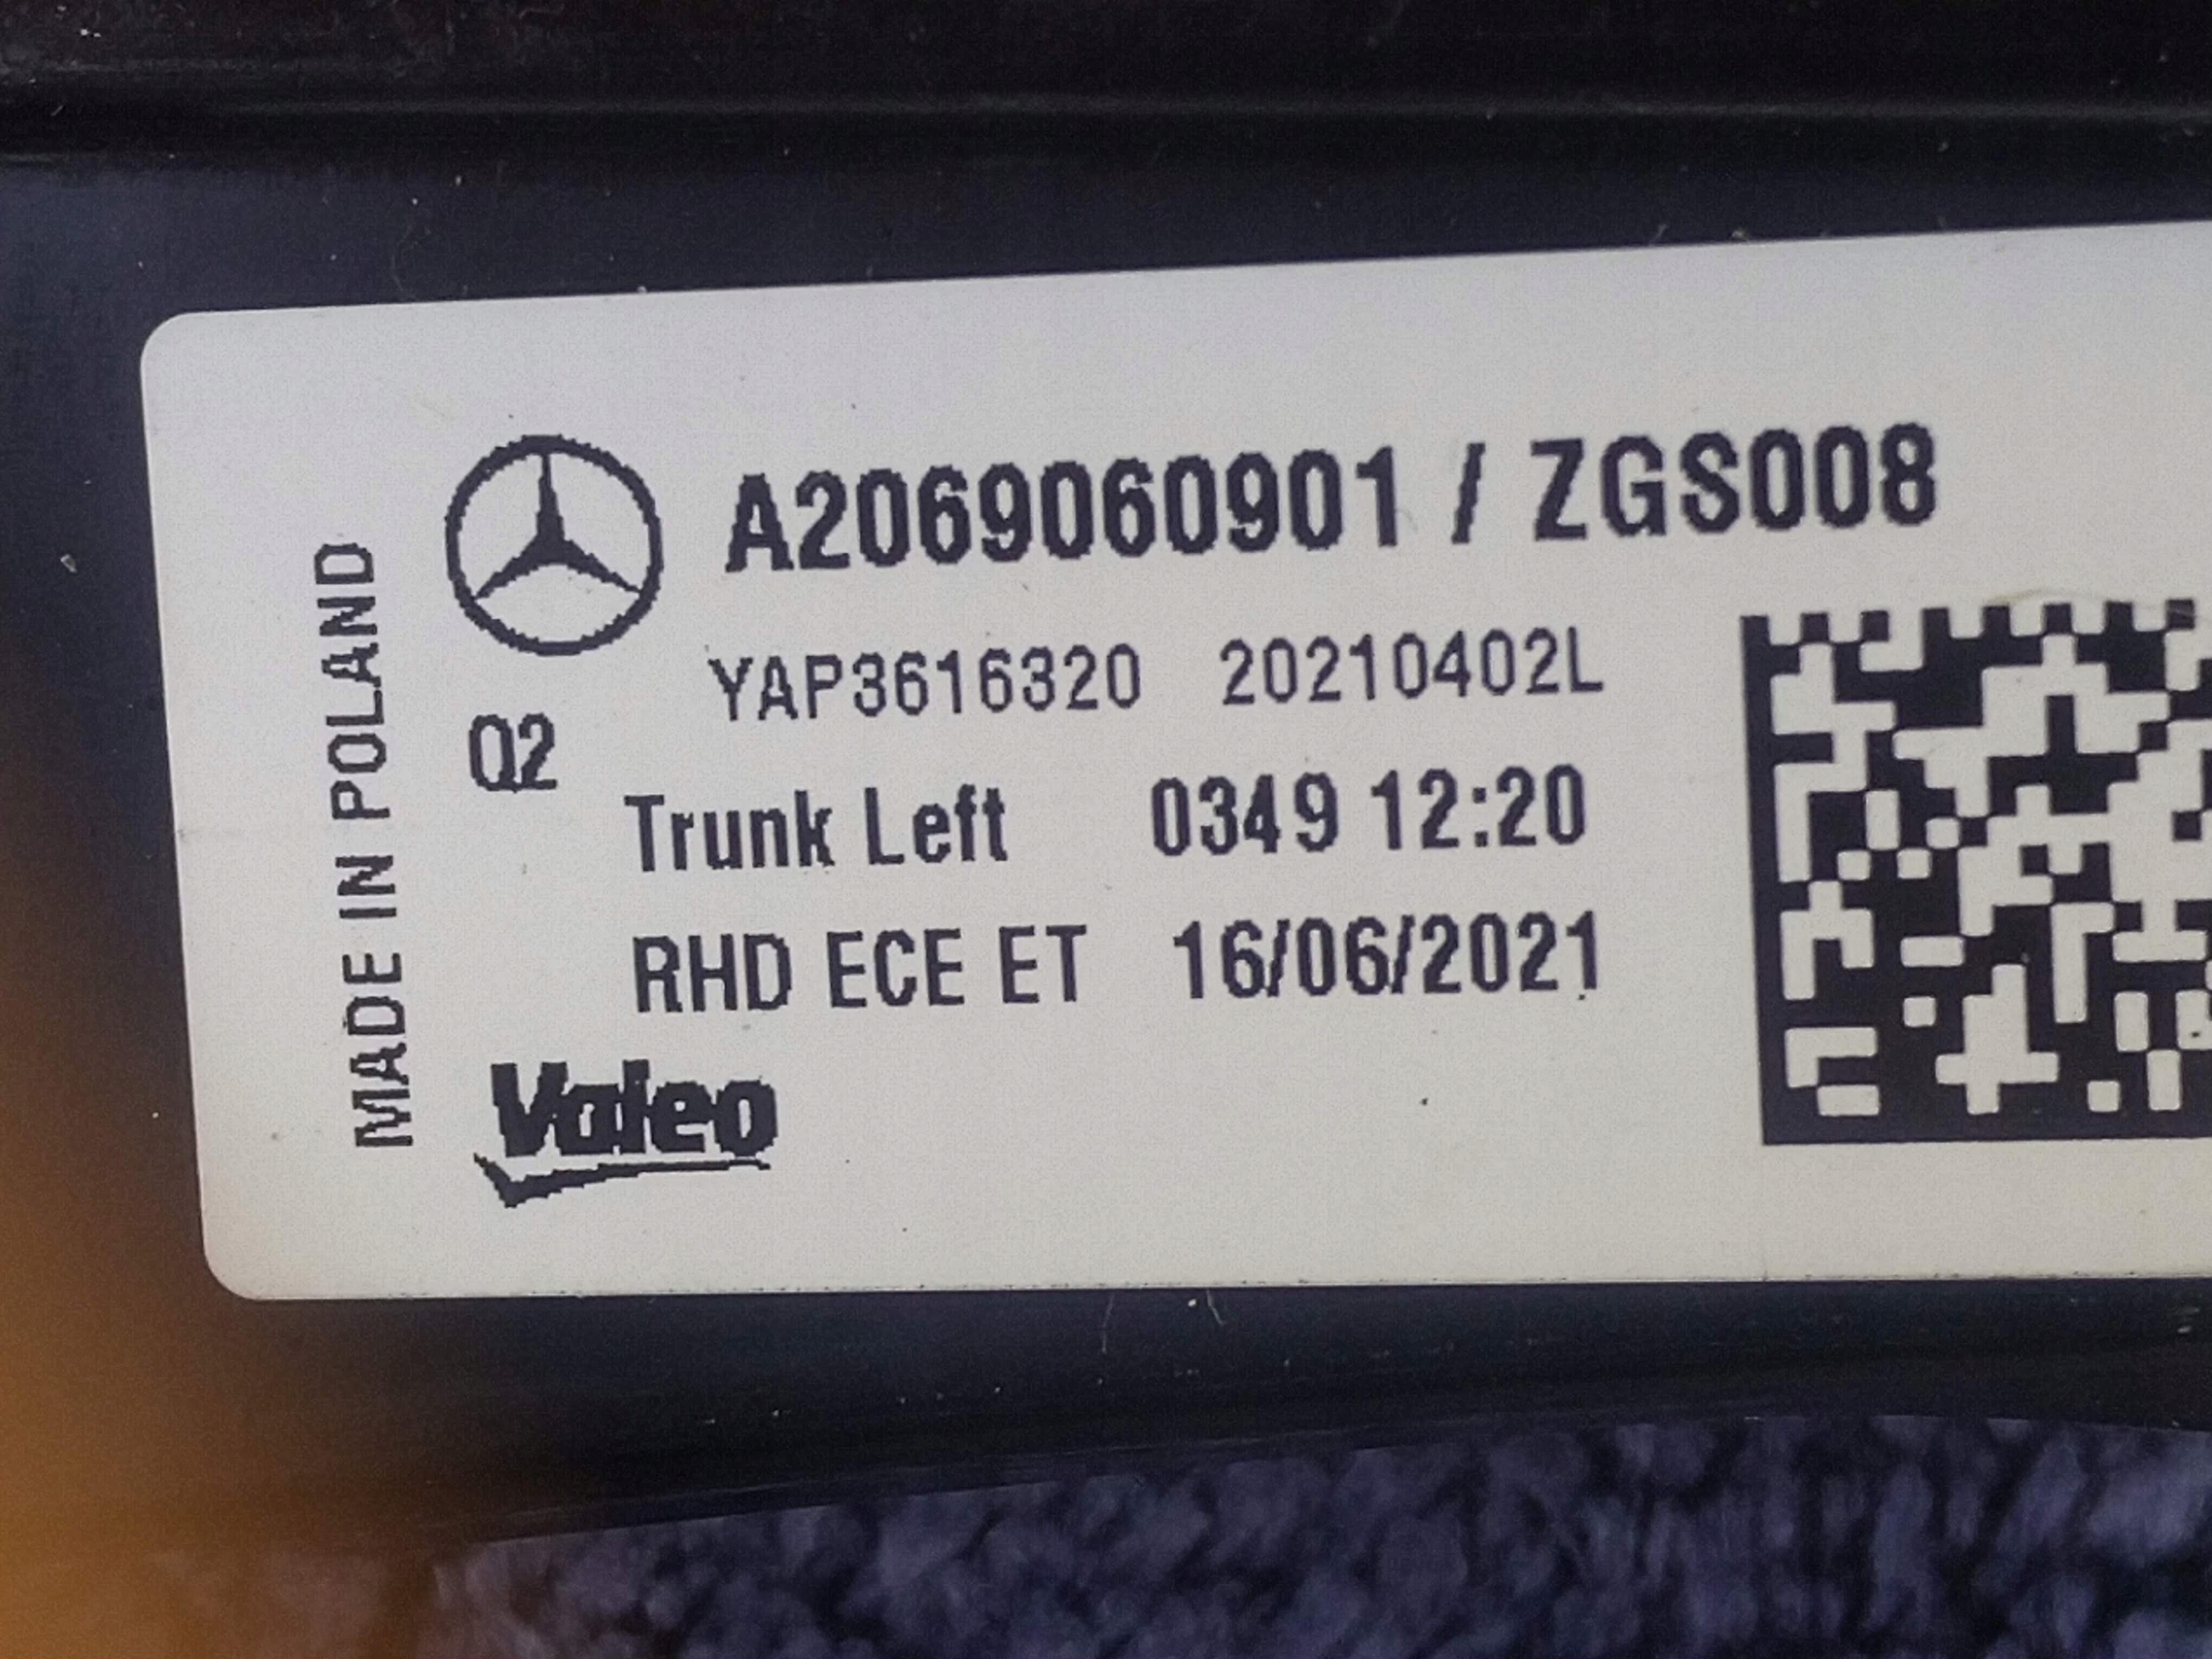 MADE IN POLAND
A2069060901 / ZGS008
YAP3616320 20210402L
Q2
Trunk Left 0349 12:20
RHD ECE ET 16/06/2021
Valeo